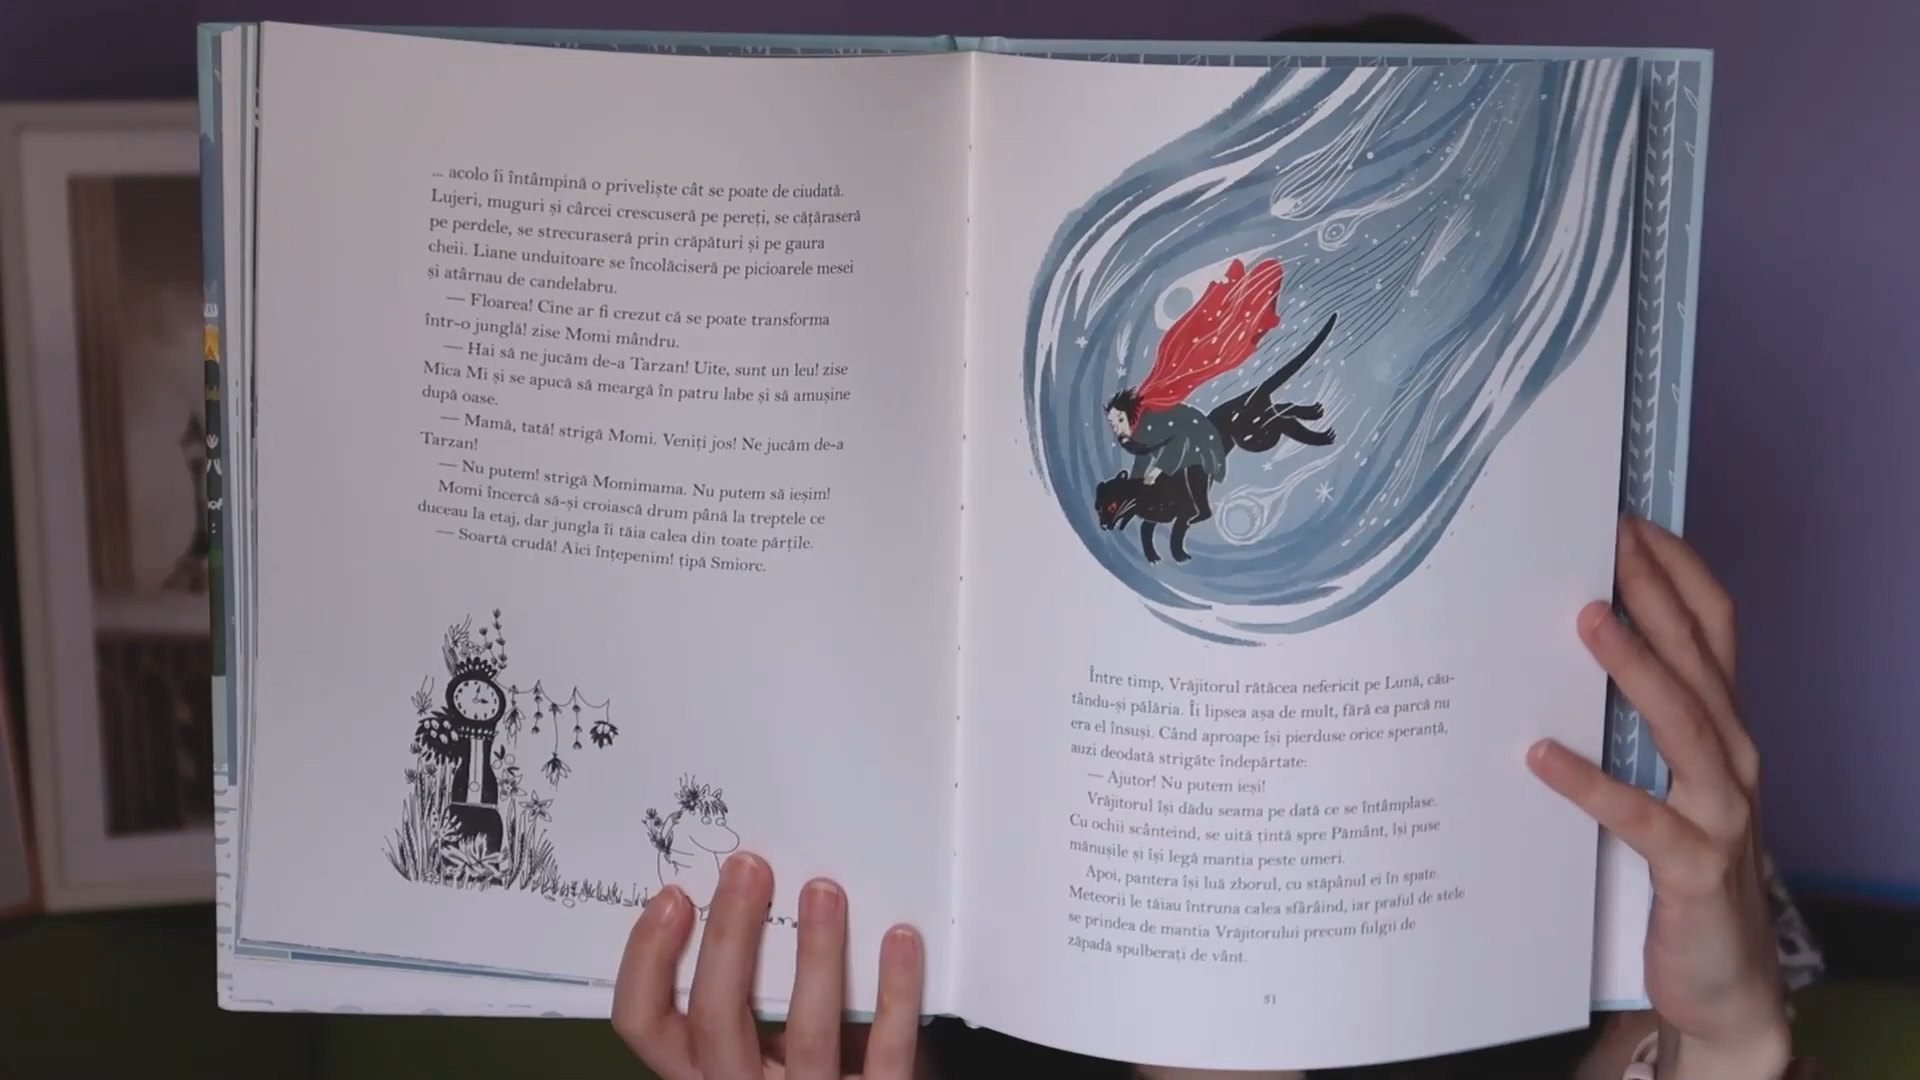 ... acolo îi întâmpină o priveliște cât se poate de ciudată.
Lujeri, muguri și cârcei crescuseră pe pereți, se cățăraseră
pe perdele, se strecuraseră prin crăpături și pe gaura
cheii. Liane unduitoare se încolăciseră pe picioarele mesei
și atârnau de candelabru.
— Floarea! Cine ar fi crezut că se poate transforma
într-o junglă! zise Momi mândru.
— Hai să ne jucăm de-a Tarzan! Uite, sunt un leu! zise
Mica Mi și se apucă să meargă în patru labe și să amușine
după oase.
— Mamă, tată! strigă Momi. Veniți jos! Ne jucăm de-a
Tarzan!
— Nu putem! strigă Momimama. Nu putem să ieșim!
Momi încercă să-și croiască drum până la treptele ce
duceau la etaj, dar jungla îi tăia calea din toate părțile.
— Soartă crudă! Aici înțepenim! țipă Smiorc.
Între timp, Vrăjitorul rătăcea nefericit pe Lună, cău-
tându-și pălăria. Îi lipsea așa de mult, fără ea parcă nu
era el însuși. Când aproape își pierduse orice speranță,
auzi deodată strigăte îndepărtate:
— Ajutor! Nu putem ieși!
Vrăjitorul își dădu seama pe dată ce se întâmplase.
Cu ochii scânteind, se uită țintă spre Pământ, își puse
mănușile și își legă mantia peste umeri.
Apoi, pantera își luă zborul, cu stăpânul ei în spate.
Meteorii le tăiau întruna calea sfârâind, iar praful de stele
se prindea de mantia Vrăjitorului precum fulgii de
zăpadă spulberați de vânt.
51